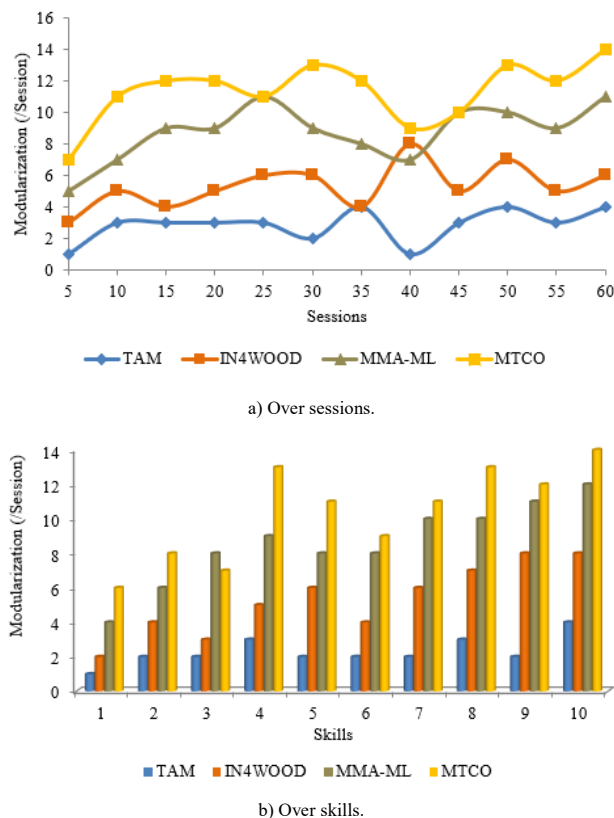 16
14
12
10
8
6
4
2
0
Modularization (/Session)
5 10 15 20 25 30 35 40 45 50 55 60
Sessions
TAM IN4WOOD MMA-ML MTCO
a) Over sessions.
14
12
10
8
6
4
2
0
Modularization (/Session)
1 2 3 4 5 6 7 8 9 10
Skills
TAM IN4WOOD MMA-ML MTCO
b) Over skills.